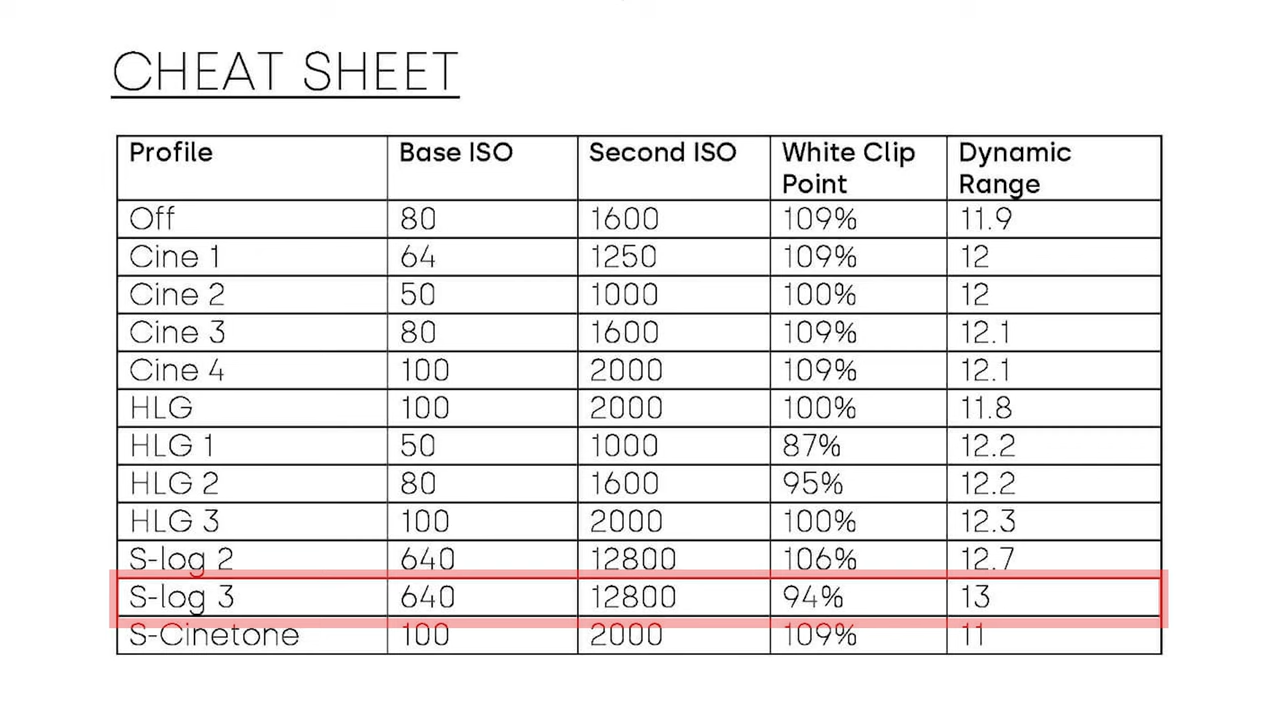 CHEAT SHEET
Profile Base ISO Second ISO White Clip Point Dynamic Range
Off 80 1600 109% 11.9
Cine 1 64 1250 109% 12
Cine 2 50 1000 100% 12
Cine 3 80 1600 109% 12.1
Cine 4 100 2000 109% 12.1
HLG 100 2000 100% 11.8
HLG 1 50 1000 87% 12.2
HLG 2 80 1600 95% 12.2
HLG 3 100 2000 100% 12.3
S-log 2 640 12800 106% 12.7
S-log 3 640 12800 94% 13
S-Cinetone 100 2000 109% 11